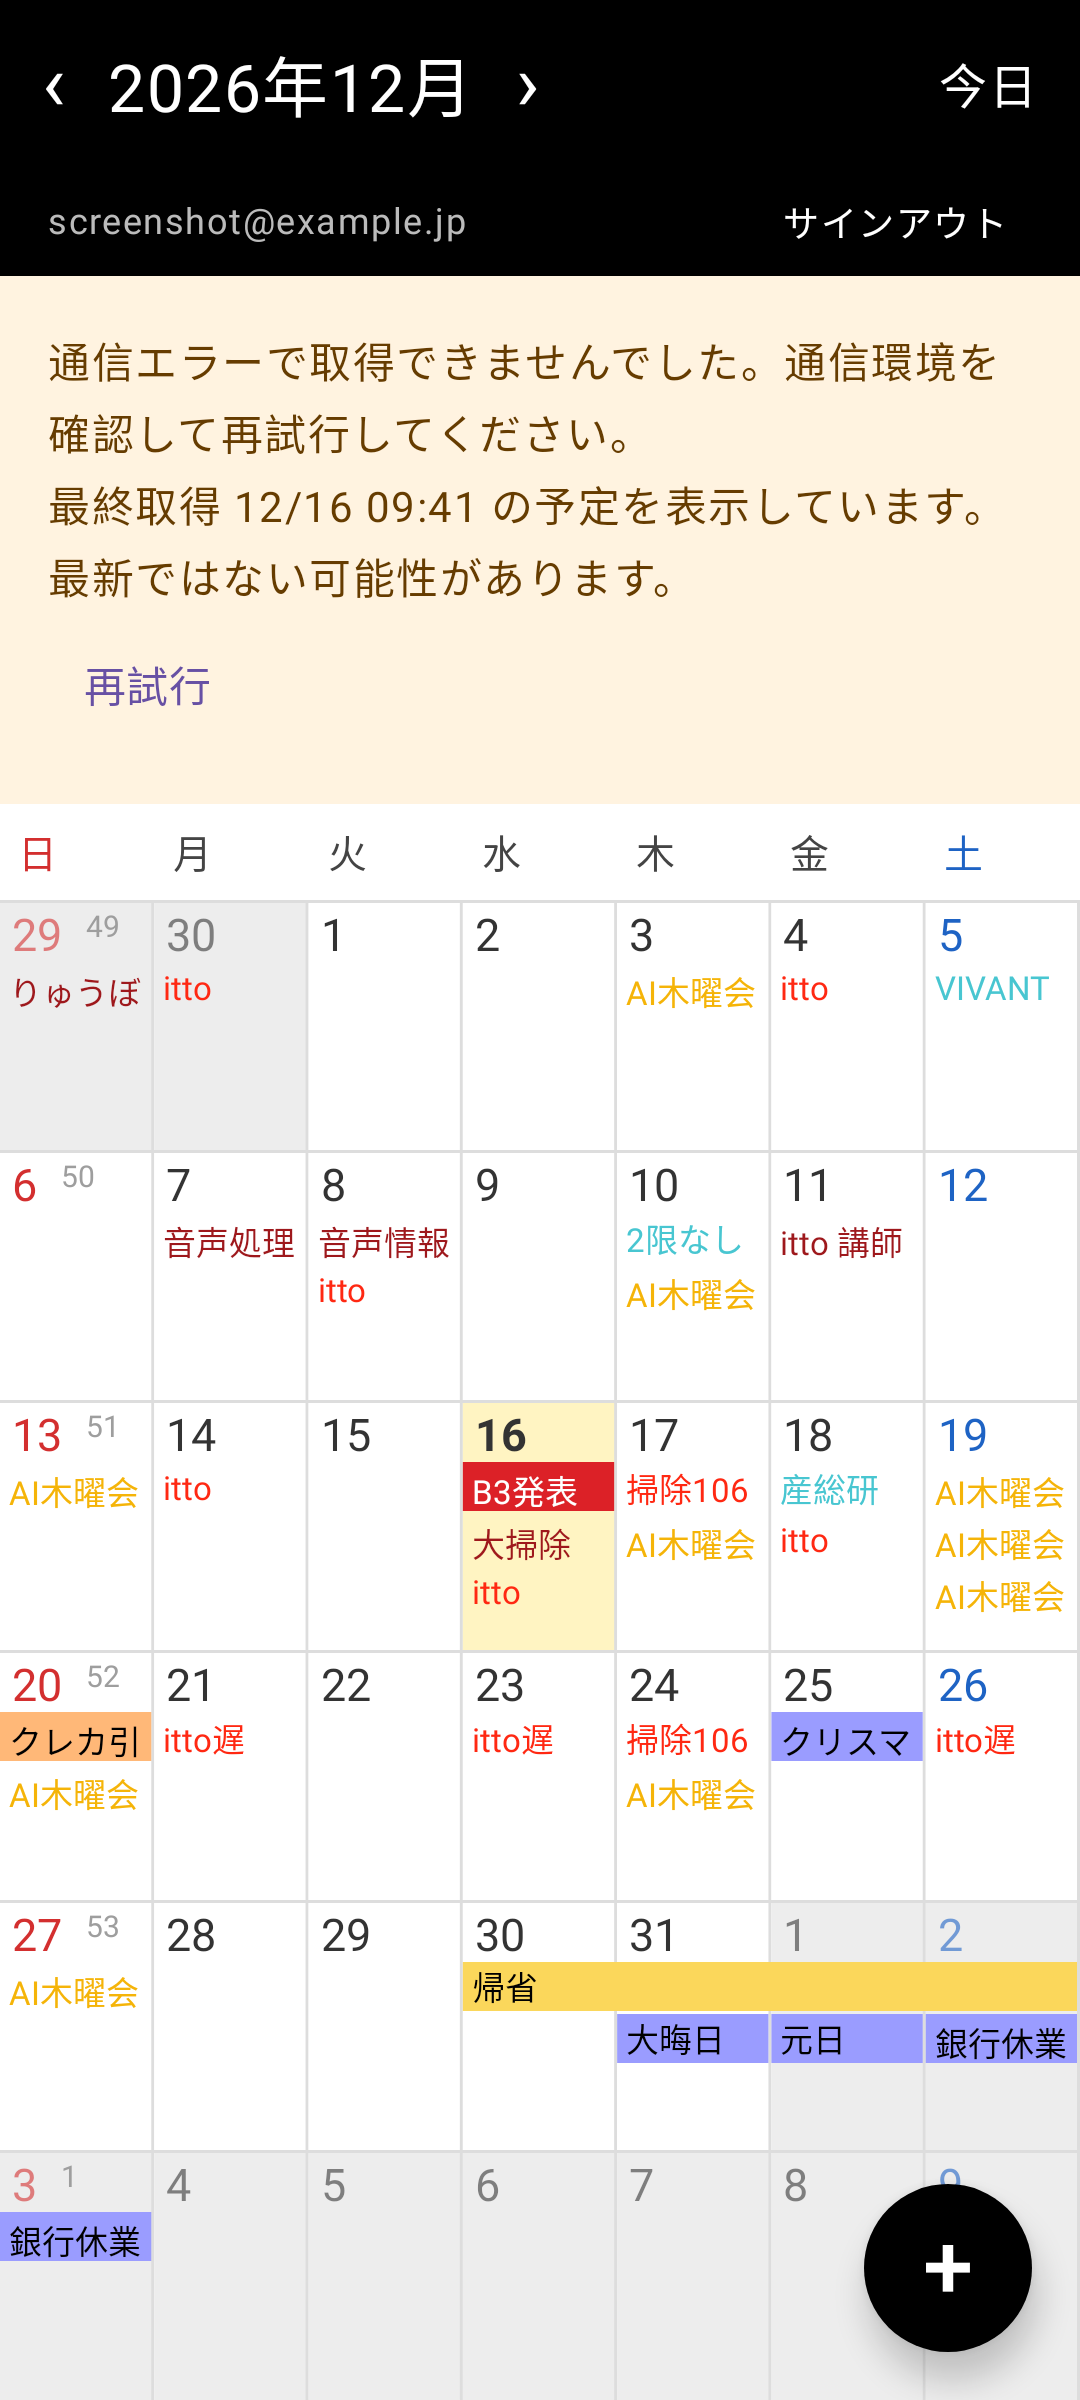 ‹ 2026年12月 › 今日
screenshot@example.jp サインアウト
通信エラーで取得できませんでした。通信環境を
確認して再試行してください。
最終取得 12/16 09:41 の予定を表示しています。
最新ではない可能性があります。
再試行
日 月 火 水 木 金 土
29 49 30 1 2 3 4 5
りゅうぼ itto AI木曜会 itto VIVANT
6 50 7 8 9 10 11 12
音声処理 音声情報 2限なし itto 講師
itto AI木曜会
13 51 14 15 16 17 18 19
AI木曜会 itto B3発表 掃除106 産総研 AI木曜会
大掃除 AI木曜会 itto AI木曜会
itto AI木曜会
20 52 21 22 23 24 25 26
クレカ引 itto遅 itto遅 掃除106 クリスマ itto遅
AI木曜会 AI木曜会
27 53 28 29 30 31 1 2
AI木曜会 帰省
大晦日 元日 銀行休業
3 1 4 5 6 7 8 9
銀行休業
+